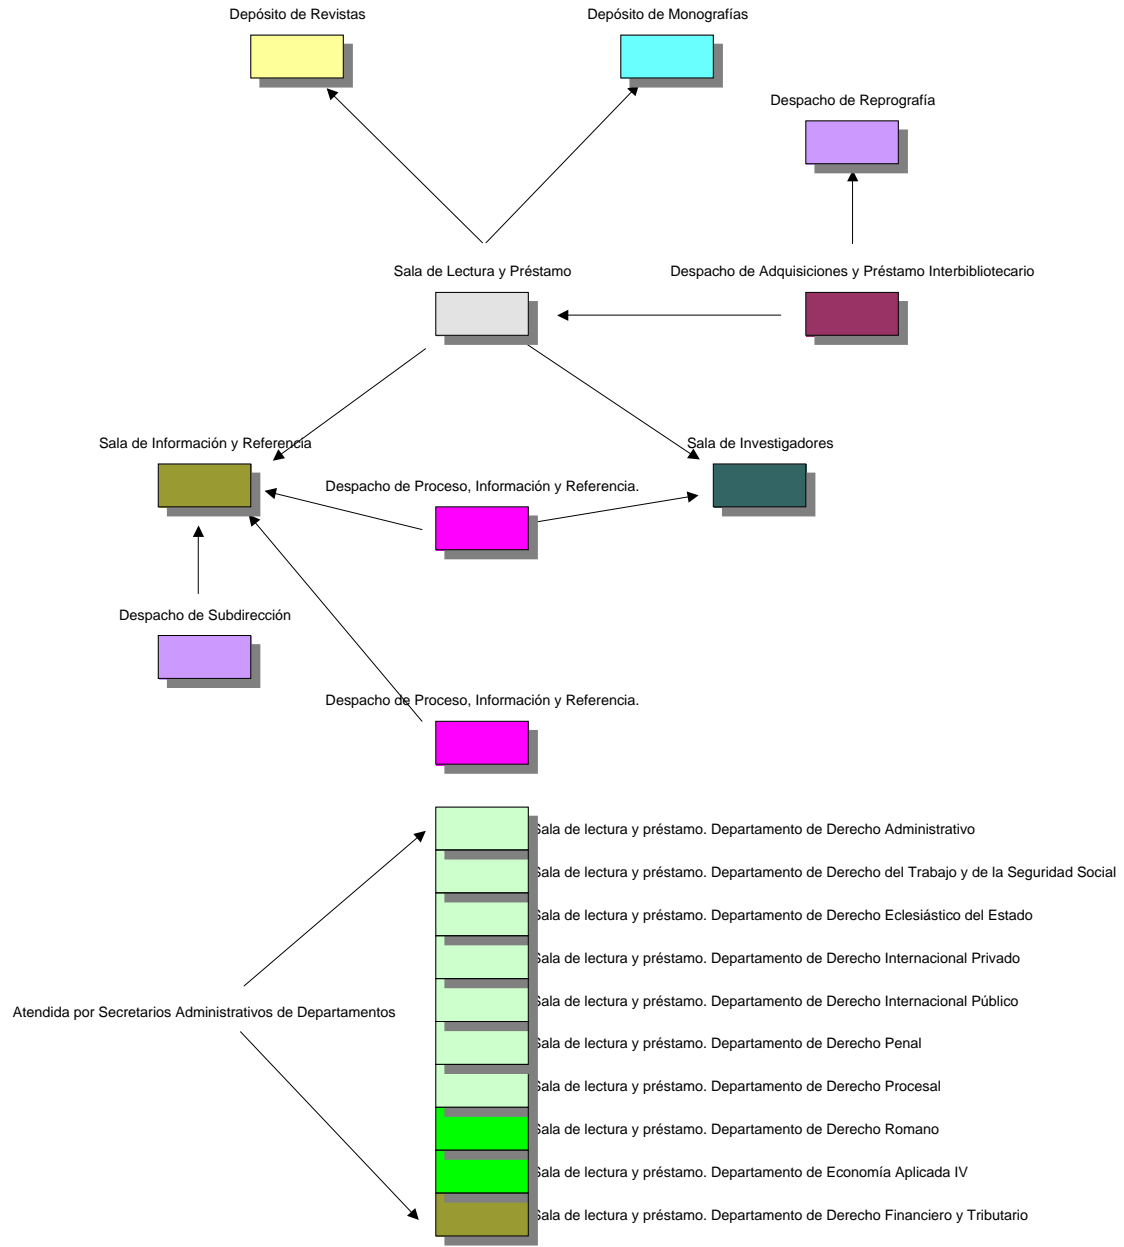 Depósito de Revistas
Depósito de Monografías
Despacho de Reprografía
Sala de Lectura y Préstamo
Despacho de Adquisiciones y Préstamo Interbibliotecario
Sala de Información y Referencia
Sala de Investigadores
Despacho de Proceso, Información y Referencia.
Despacho de Subdirección
Despacho de Proceso, Información y Referencia.
Sala de lectura y préstamo. Departamento de Derecho Administrativo
Sala de lectura y préstamo. Departamento de Derecho del Trabajo y de la Seguridad Social
Sala de lectura y préstamo. Departamento de Derecho Eclesiástico del Estado
Sala de lectura y préstamo. Departamento de Derecho Internacional Privado
Sala de lectura y préstamo. Departamento de Derecho Internacional Público
Atendida por Secretarios Administrativos de Departamentos
Sala de lectura y préstamo. Departamento de Derecho Penal
Sala de lectura y préstamo. Departamento de Derecho Procesal
Sala de lectura y préstamo. Departamento de Derecho Romano
Sala de lectura y préstamo. Departamento de Economía Aplicada IV
Sala de lectura y préstamo. Departamento de Derecho Financiero y Tributario